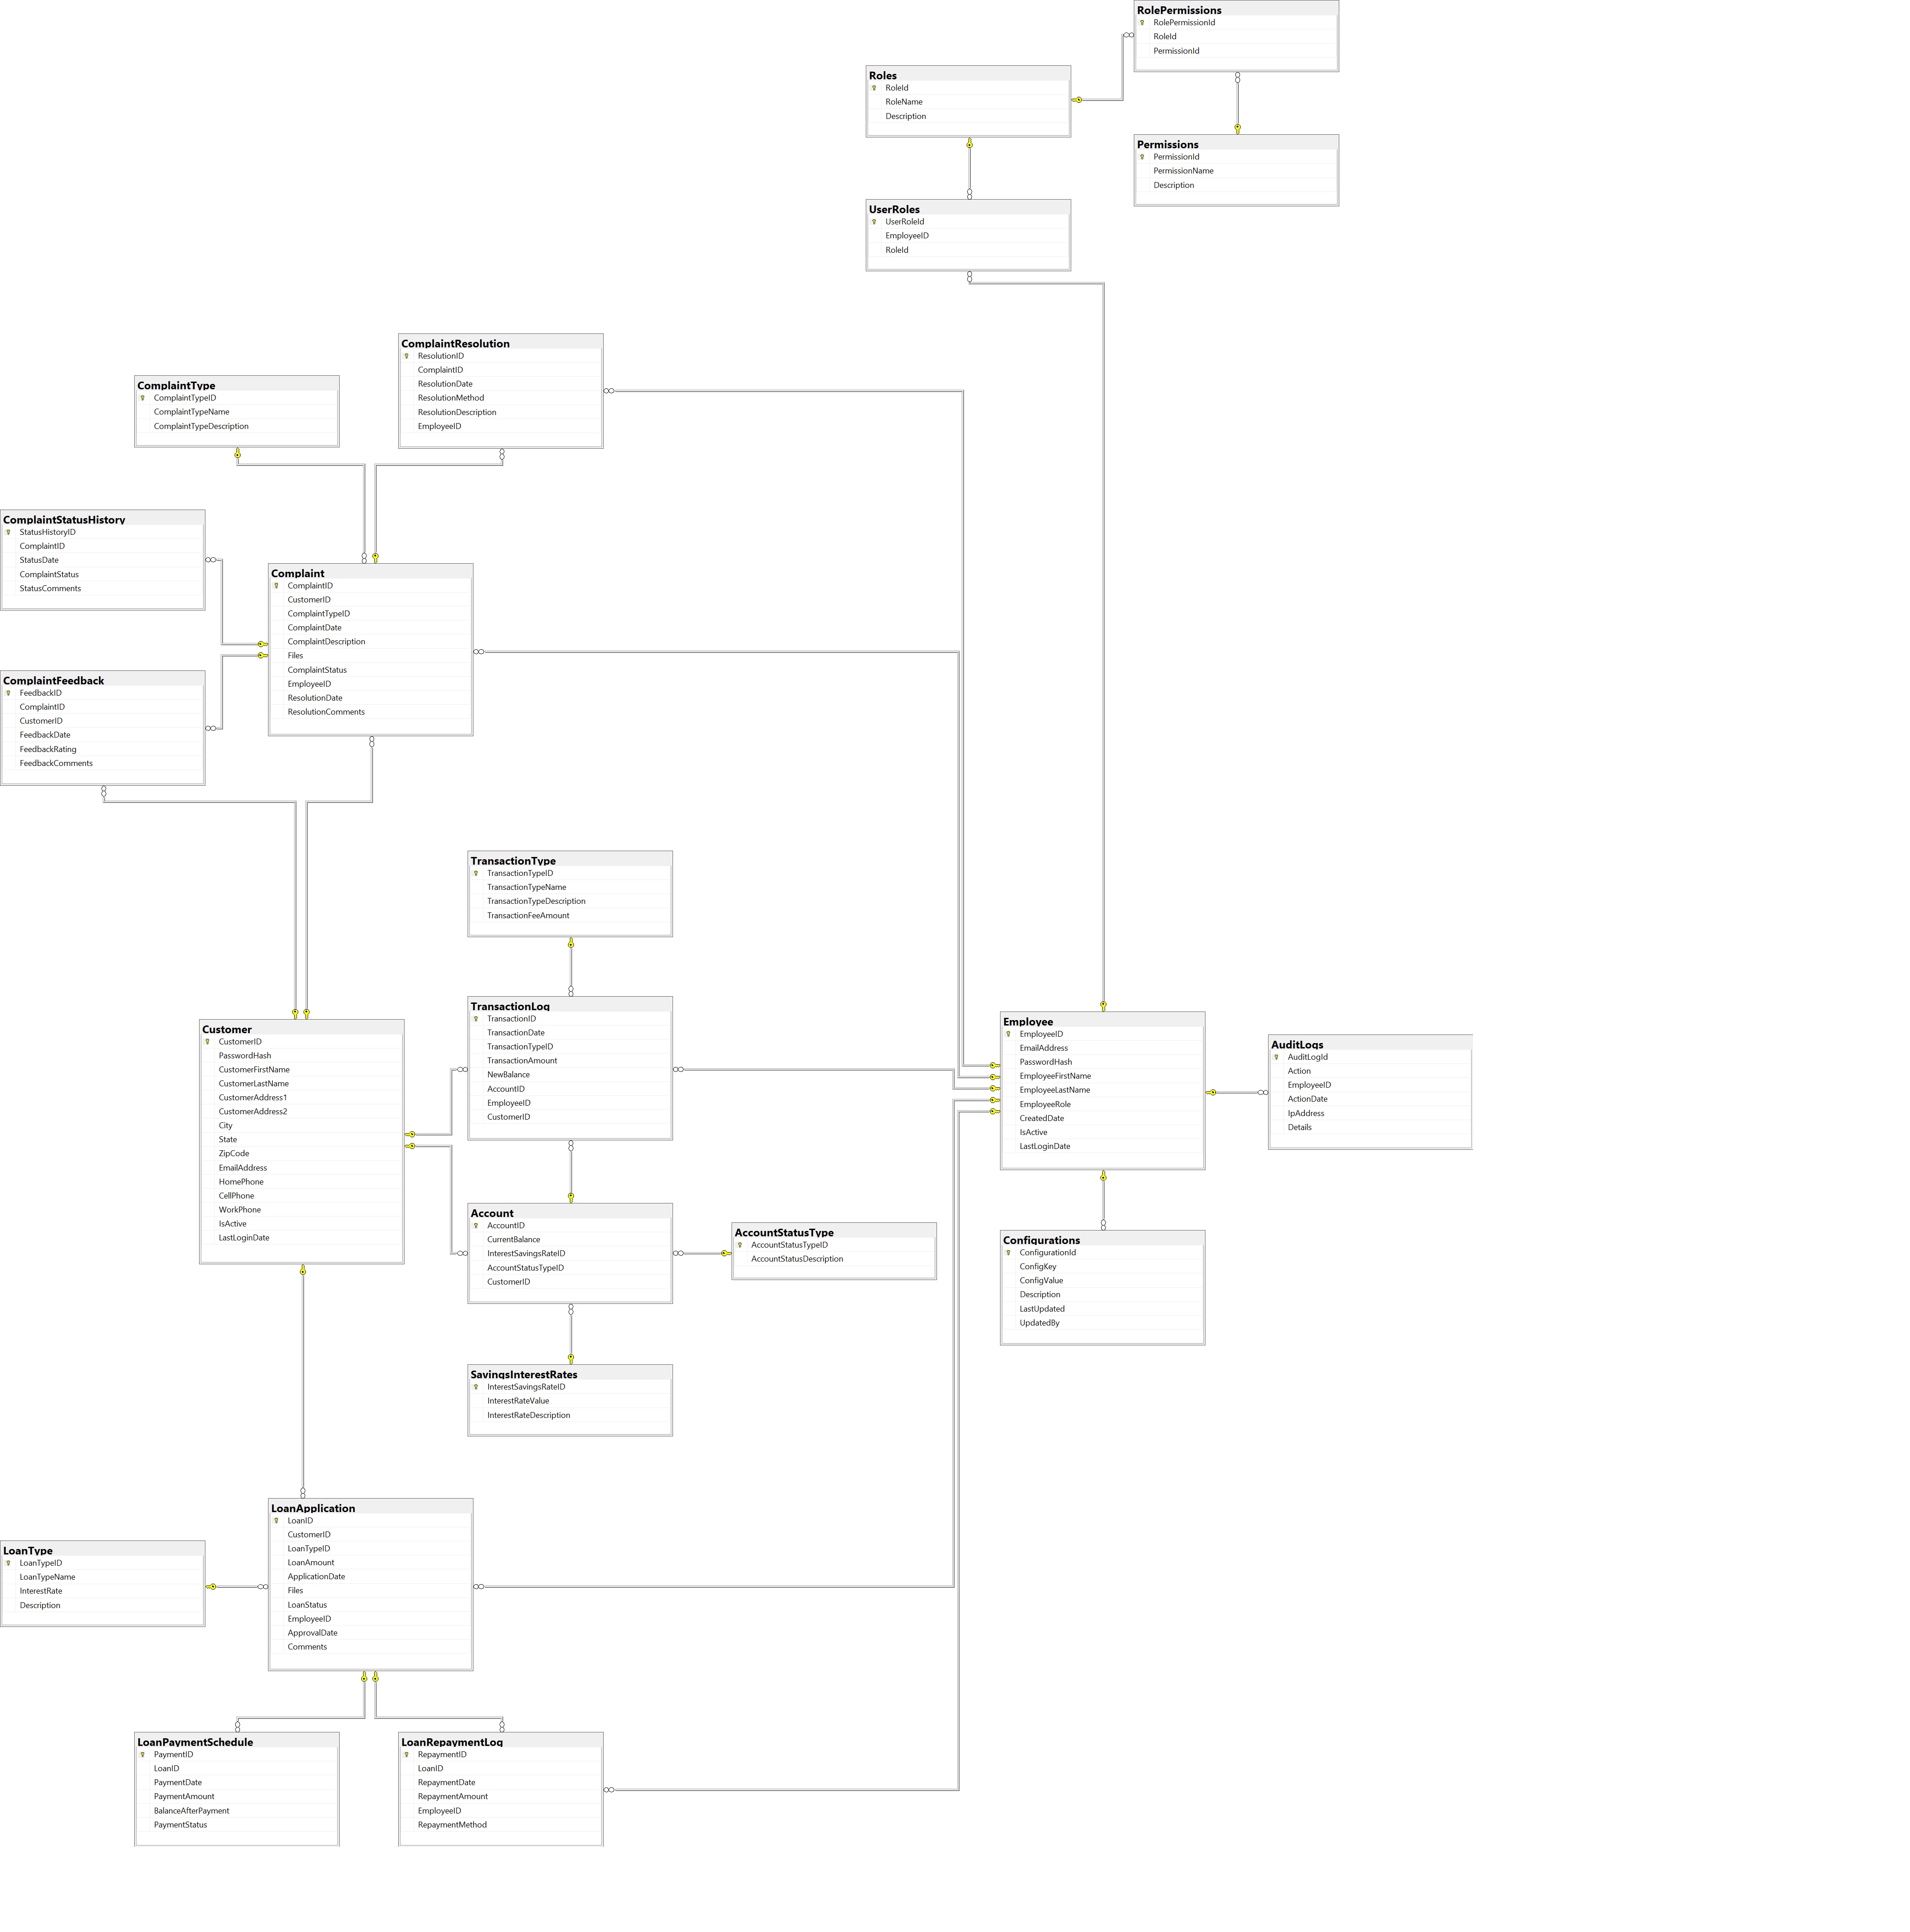 RolePermissions
RolePermissionId
RoleId
PermissionId
Roles
RoleId
RoleName
Description
Permissions
PermissionId
PermissionName
Description
UserRoles
UserRoleId
EmployeeID
RoleId
ComplaintResolution
ResolutionID
ComplaintID
ResolutionDate
ResolutionMethod
ResolutionDescription
EmployeeID
ComplaintType
ComplaintTypeID
ComplaintTypeName
ComplaintTypeDescription
ComplaintStatusHistory
StatusHistoryID
ComplaintID
StatusDate
ComplaintStatus
StatusComments
Complaint
ComplaintID
CustomerID
ComplaintTypeID
ComplaintDate
ComplaintDescription
Files
ComplaintStatus
EmployeeID
ResolutionDate
ResolutionComments
ComplaintFeedback
FeedbackID
ComplaintID
CustomerID
FeedbackDate
FeedbackRating
FeedbackComments
TransactionType
TransactionTypeID
TransactionTypeName
TransactionTypeDescription
TransactionFeeAmount
TransactionLog
TransactionID
TransactionDate
TransactionTypeID
TransactionAmount
NewBalance
AccountID
EmployeeID
CustomerID
Customer
CustomerID
PasswordHash
CustomerFirstName
CustomerLastName
CustomerAddress1
CustomerAddress2
City
State
ZipCode
EmailAddress
HomePhone
CellPhone
WorkPhone
IsActive
LastLoginDate
Employee
EmployeeID
EmailAddress
PasswordHash
EmployeeFirstName
EmployeeLastName
EmployeeRole
CreatedDate
IsActive
LastLoginDate
AuditLogs
AuditLogId
Action
EmployeeID
ActionDate
IpAddress
Details
Account
AccountID
CurrentBalance
InterestSavingsRateID
AccountStatusTypeID
CustomerID
AccountStatusType
AccountStatusTypeID
AccountStatusDescription
Configurations
ConfigurationId
ConfigKey
ConfigValue
Description
LastUpdated
UpdatedBy
SavingsInterestRates
InterestSavingsRateID
InterestRateValue
InterestRateDescription
LoanApplication
LoanID
CustomerID
LoanTypeID
LoanAmount
ApplicationDate
Files
LoanStatus
EmployeeID
ApprovalDate
Comments
LoanType
LoanTypeID
LoanTypeName
InterestRate
Description
LoanPaymentSchedule
PaymentID
LoanID
PaymentDate
PaymentAmount
BalanceAfterPayment
PaymentStatus
LoanRepaymentLog
RepaymentID
LoanID
RepaymentDate
RepaymentAmount
EmployeeID
RepaymentMethod